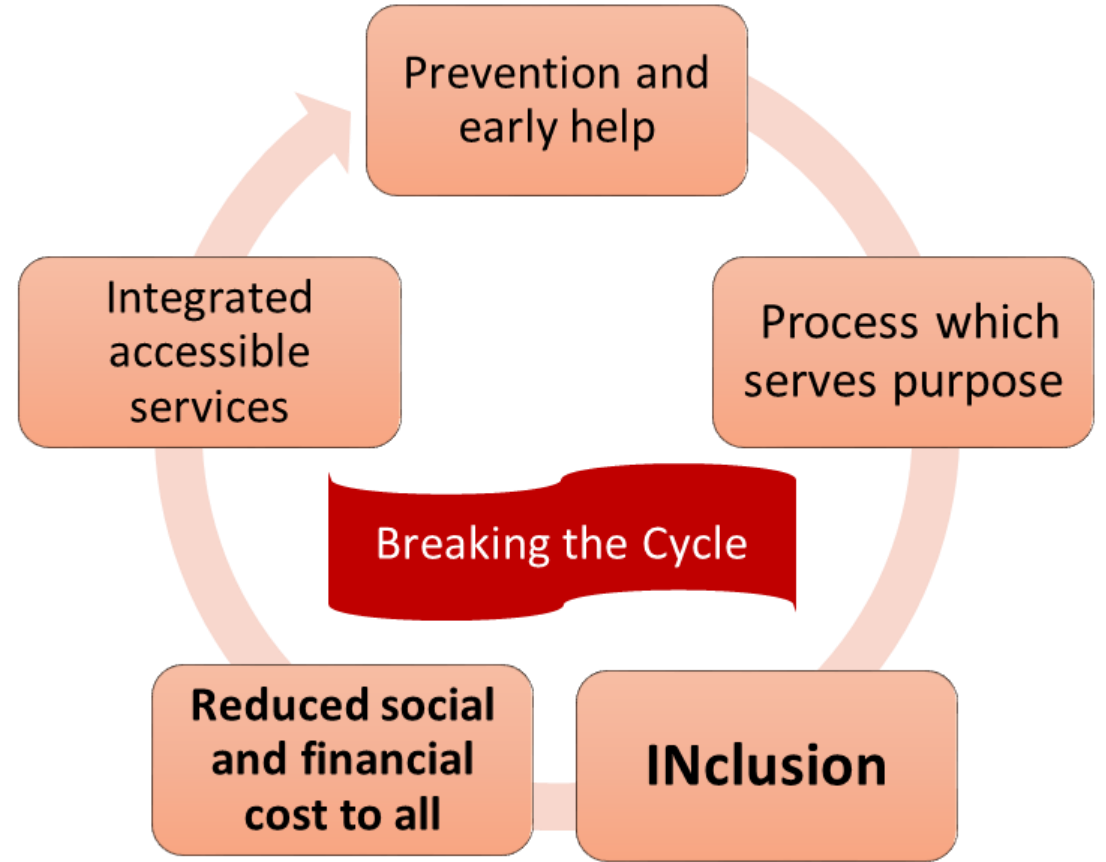 Prevention and
early help
Process which
serves purpose
INclusion
Reduced social
and financial
cost to all
Integrated
accessible
services
Breaking the Cycle